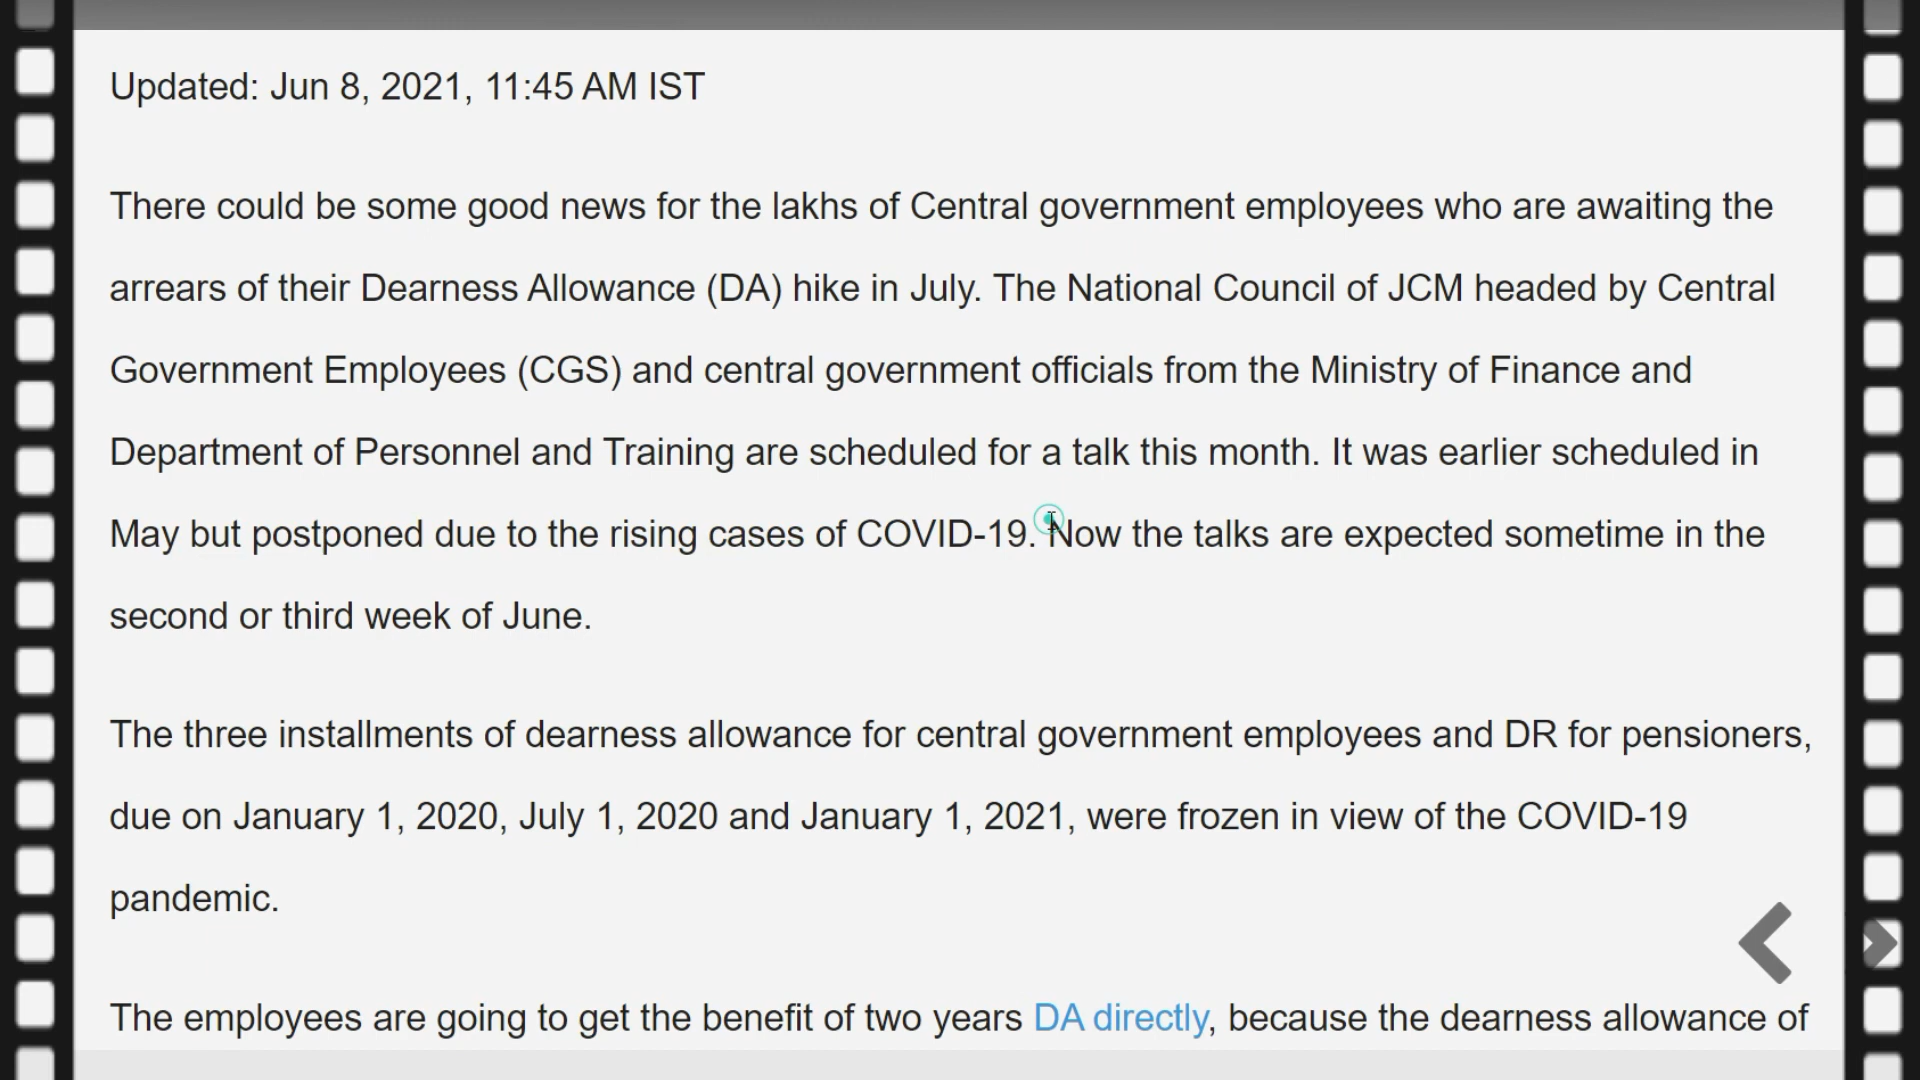 Updated: Jun 8, 2021, 11:45 AM IST
There could be some good news for the lakhs of Central government employees who are awaiting the
arrears of their Dearness Allowance (DA) hike in July. The National Council of JCM headed by Central
Government Employees (CGS) and central government officials from the Ministry of Finance and
Department of Personnel and Training are scheduled for a talk this month. It was earlier scheduled in
May but postponed due to the rising cases of COVID-19. Now the talks are expected sometime in the
second or third week of June.
The three installments of dearness allowance for central government employees and DR for pensioners,
due on January 1, 2020, July 1, 2020 and January 1, 2021, were frozen in view of the COVID-19
pandemic.
The employees are going to get the benefit of two years DA directly, because the dearness allowance of